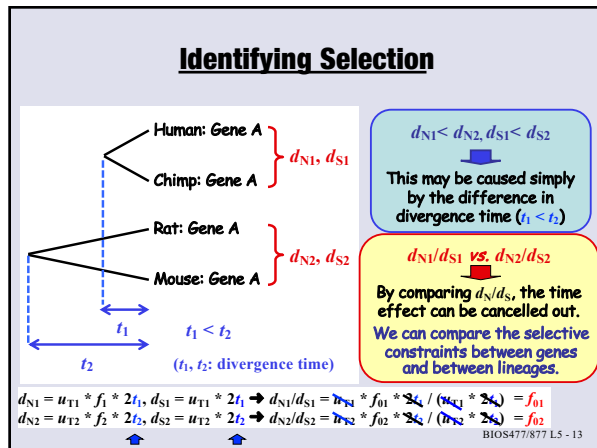 Identifying Selection
Human: Gene A
Chimp: Gene A
dN1, dS1
Rat: Gene A
Mouse: Gene A
dN2, dS2
t1
t1 < t2
t2
(t1, t2: divergence time)
dN1< dN2, dS1< dS2
This may be caused simply
by the difference in
divergence time (t1 < t2)
dN1/dS1 vs. dN2/dS2
By comparing dN/dS, the time
effect can be cancelled out.
We can compare the selective
constraints between genes
and between lineages.
dN1 = uT1 * f1 * 2t1, dS1 = uT1 * 2t1 ➔ dN1/dS1 = uT1 * f01 * 2t1 / (uT1 * 2t1) = f01
dN2 = uT2 * f2 * 2t2, dS2 = uT2 * 2t2 ➔ dN2/dS2 = uT2 * f02 * 2t2 / (uT2 * 2t2) = f02
BIOS477/877 L5 - 13